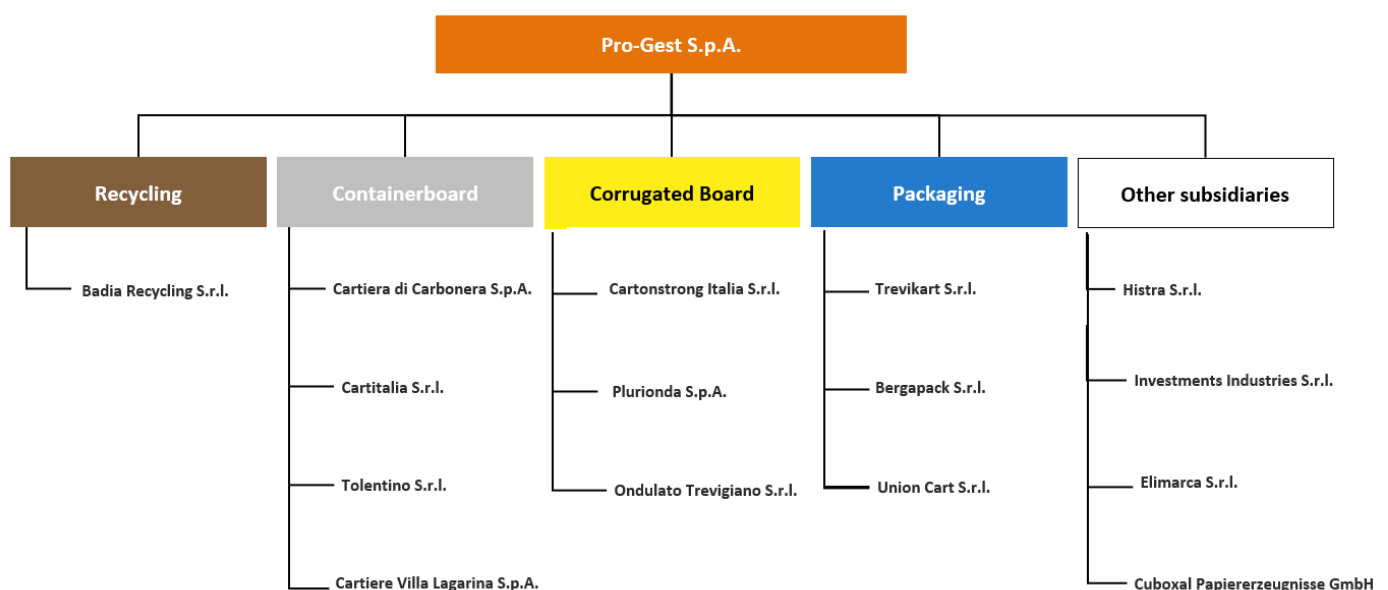 Pro-Gest S.p.A.
Recycling
Containerboard
Corrugated Board
Packaging
Other subsidiaries
Badia Recycling S.r.l.
Cartiera di Carbonera S.p.A.
Cartitalia S.r.l.
Tolentino S.r.l.
Cartiere Villa Lagarina S.p.A.
Cartonstrong Italia S.r.l.
Plurionda S.p.A.
Ondulato Trevigiano S.r.l.
Trevikart S.r.l.
Bergapack S.r.l.
Union Cart S.r.l.
Histra S.r.l.
Investments Industries S.r.l.
Elimarca S.r.l.
Cuboxal Papiererzeugnisse GmbH